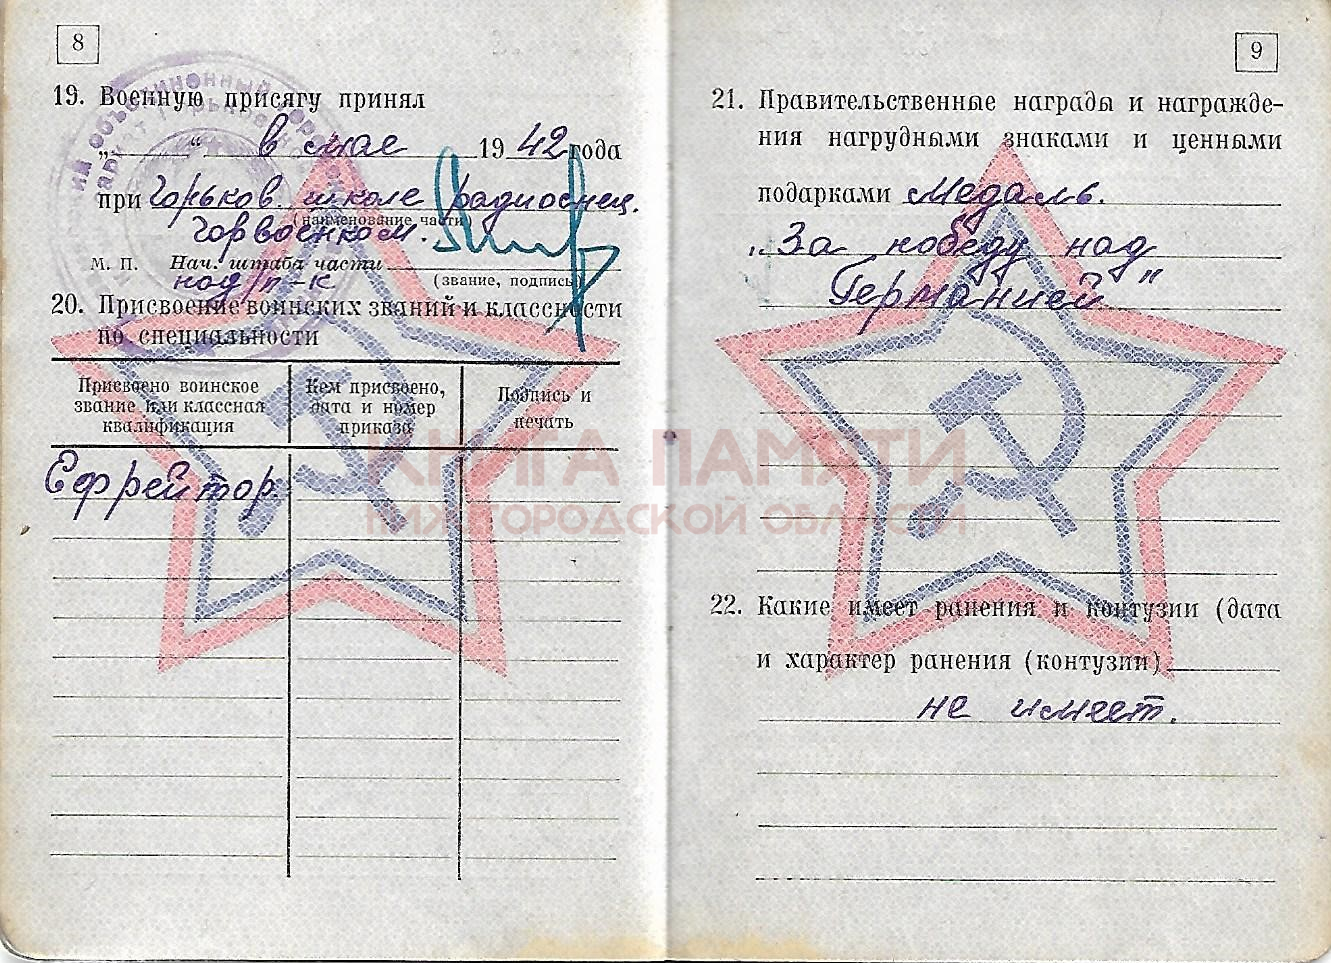 8
19. Военную присягу принял
„ “ в мае 1942 года
при Горьков. школе радиоспец.
(наименование части)
Горвоенком.
М. П. Нач. штаба части (звание, подпись)
под/п-к
20. Присвоение воинских званий и классности
по специальности
Присвоено воинское звание или классная квалификация
Кем присвоено, дата и номер приказа
Подпись и печать
Ефрейтор.
9
21. Правительственные награды и награжде-
ния нагрудными знаками и ценными
подарками медаль.
„За победу над
Германией"
22. Какие имеет ранения и контузии (дата
и характер ранения (контузии)
не имеет.
КНИГА ПАМЯТИ
НИЖЕГОРОДСКОЙ ОБЛАСТИ